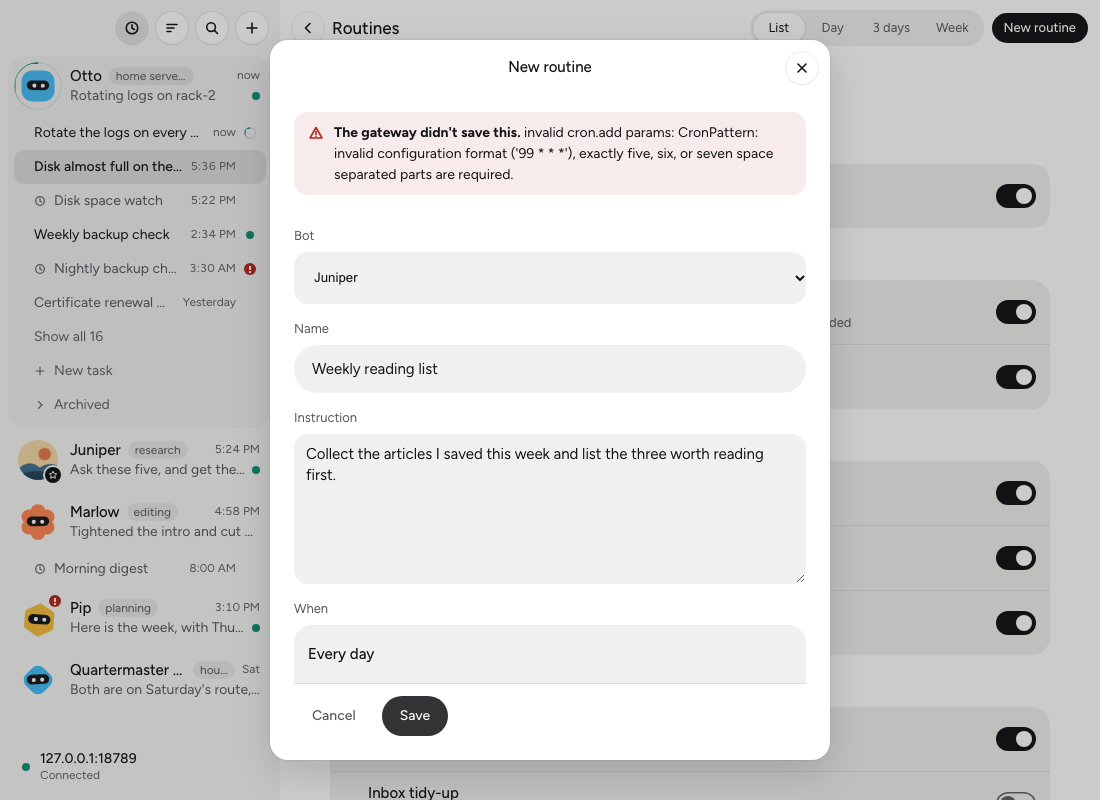 Routines
List
Day
3 days
Week
New routine
Otto
home serve...
now
Rotating logs on rack-2
Rotate the logs on every ...
now
Disk almost full on the...
5:36 PM
Disk space watch
5:22 PM
Weekly backup check
2:34 PM
Nightly backup ch...
3:30 AM
Certificate renewal ...
Yesterday
Show all 16
New task
Archived
Juniper
research
5:24 PM
Ask these five, and get the...
Marlow
editing
4:58 PM
Tightened the intro and cut ...
Morning digest
8:00 AM
Pip
planning
3:10 PM
Here is the week, with Thu...
Quartermaster ...
hou...
Sat
Both are on Saturday's route,...
127.0.0.1:18789
Connected
New routine
The gateway didn't save this. invalid cron.add params: CronPattern:
invalid configuration format ('99 * * *'), exactly five, six, or seven space
separated parts are required.
Bot
Juniper
Name
Weekly reading list
Instruction
Collect the articles I saved this week and list the three worth reading
first.
When
Every day
Cancel
Save
ded
Inbox tidy-up